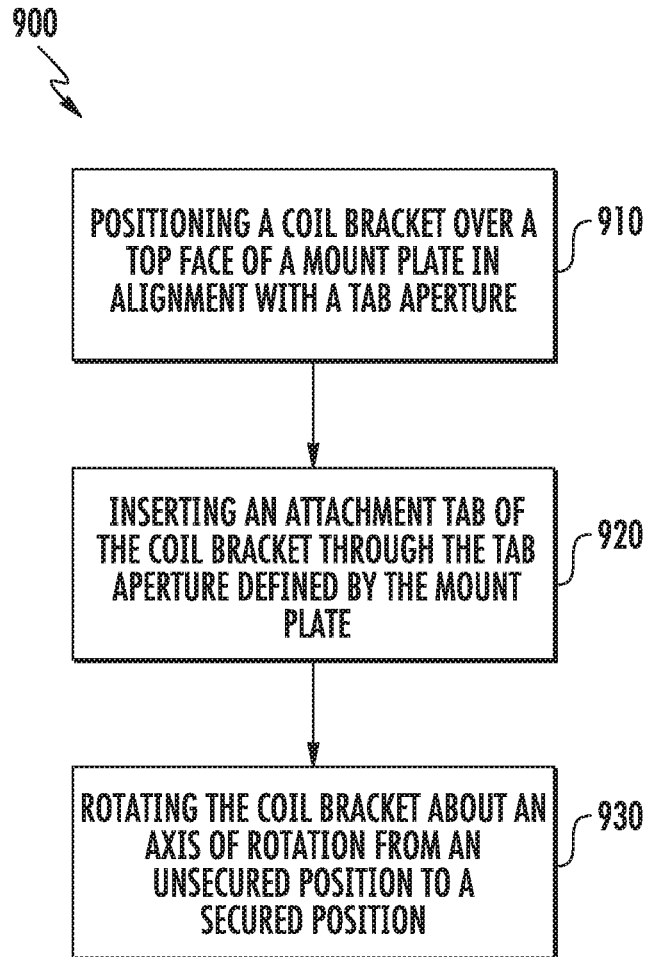 900
POSITIONING A COIL BRACKET OVER A
TOP FACE OF A MOUNT PLATE IN
ALIGNMENT WITH A TAB APERTURE
910
INSERTING AN ATTACHMENT TAB OF
THE COIL BRACKET THROUGH THE TAB
APERTURE DEFINED BY THE MOUNT
PLATE
920
ROTATING THE COIL BRACKET ABOUT AN
AXIS OF ROTATION FROM AN
UNSECURED POSITION TO A
SECURED POSITION
930